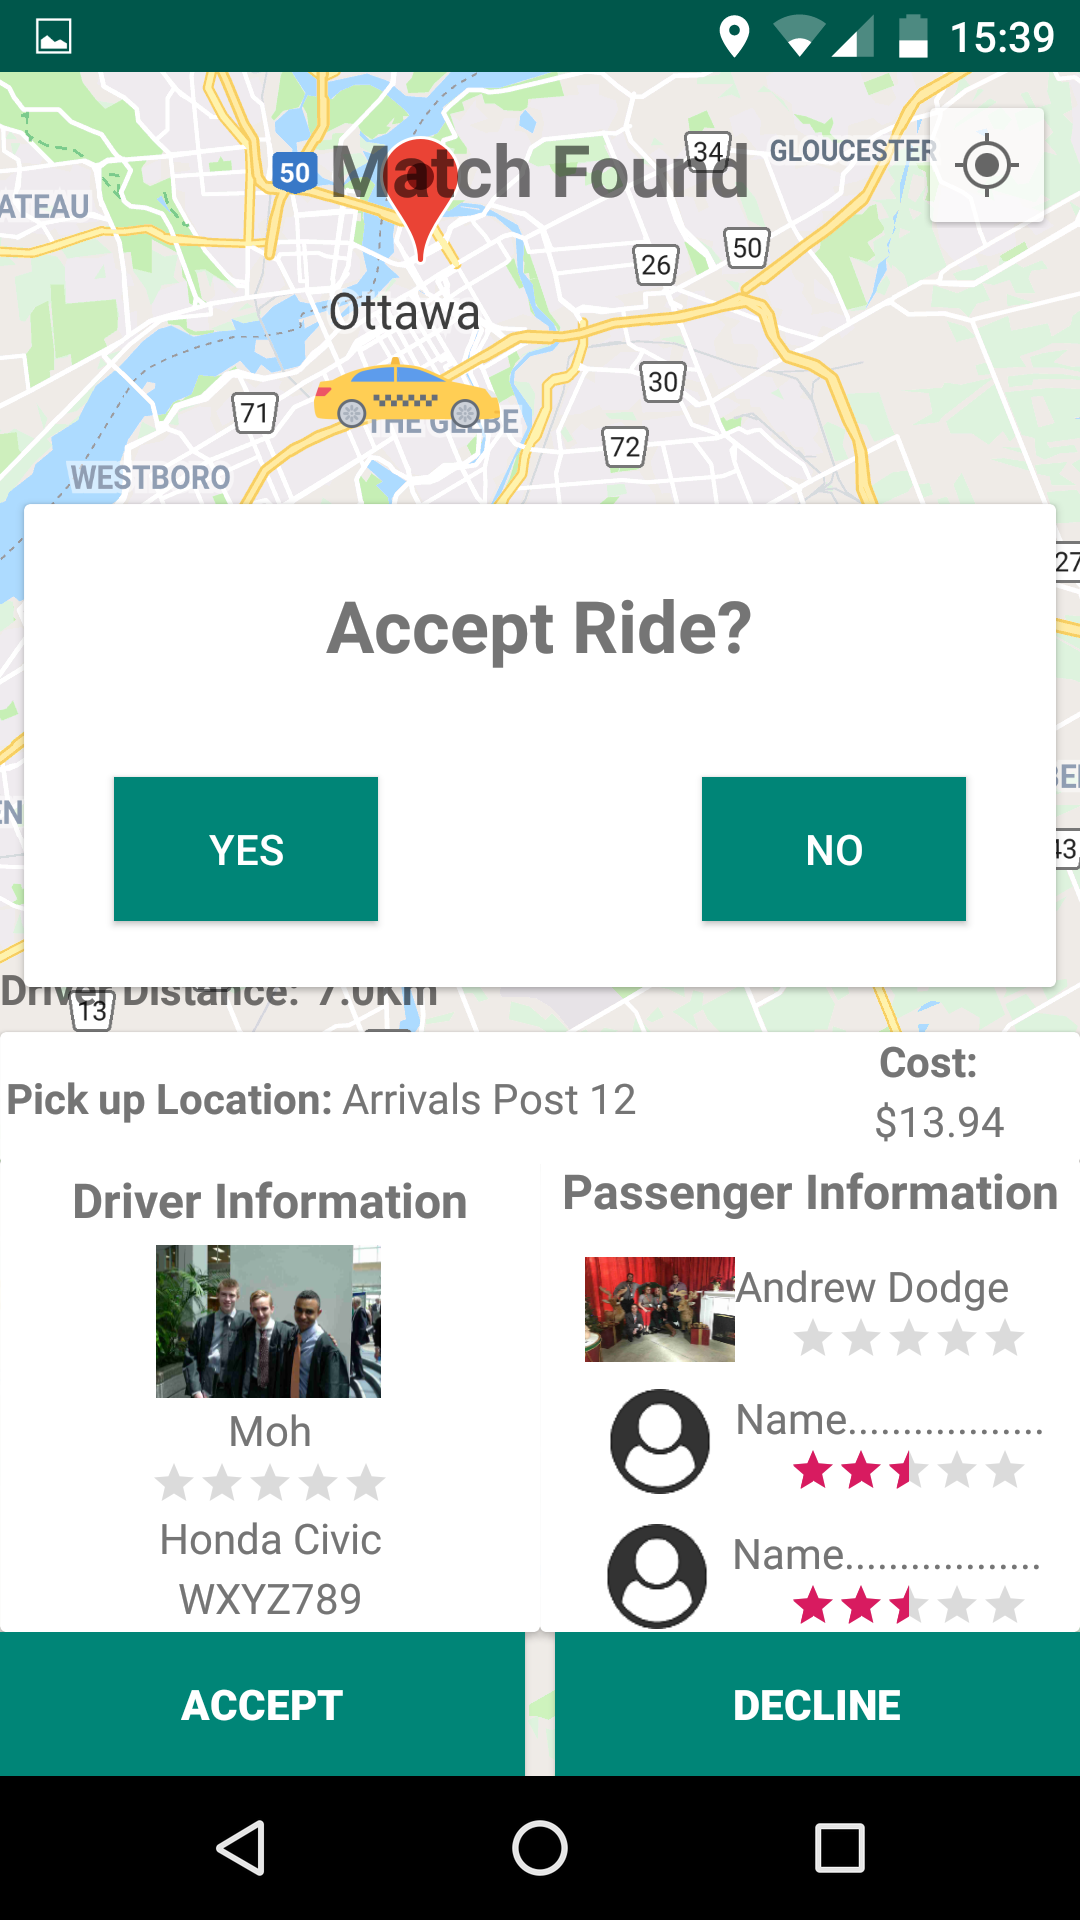 15:39
34
GLOUCESTER
50
Match Found
ATEAU
50
26
Ottawa
30
71
THE GLEBE
72
WESTBORO
27
Accept Ride?
YES
NO
43
Driver Distance: 7.0Km
13
Cost:
Pick up Location: Arrivals Post 12
$13.94
Driver Information
Passenger Information
Andrew Dodge
Moh
Name..................
Honda Civic
Name..................
WXYZ789
ACCEPT
DECLINE